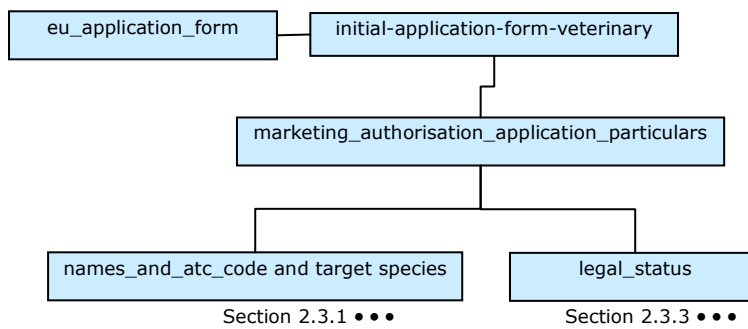 eu_application_form
initial-application-form-veterinary
marketing_authorisation_application_particulars
names_and_atc_code and target species
legal_status
Section 2.3.1 •••
Section 2.3.3 •••